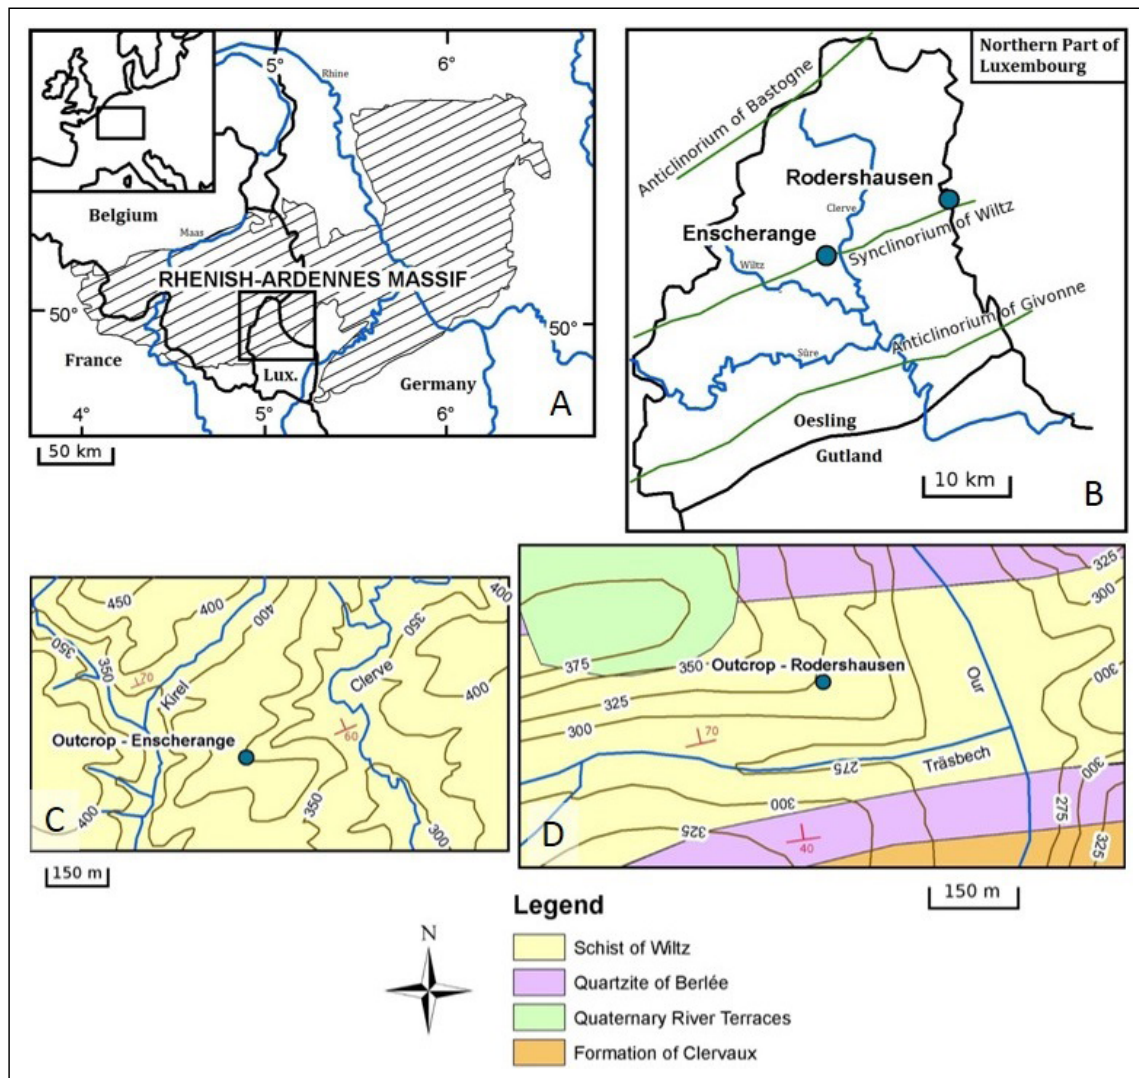 5°
6°
Rhine
Belgium
Maas
RHENISH-ARDENNES MASSIF
50°
50°
France
Lux.
Germany
A
4°
5°
6°
50 km
Northern Part of
Luxembourg
Anticlinorium of Bastogne
Rodershausen
Clerve
Enscherange
Synclinorium of Wiltz
Wiltz
Anticlinorium of Givonne
Sûre
Oesling
Gutland
10 km
B
450
400
400
350
400
350
350
70
Kirel
Clerve
400
Outcrop - Enscherange
60
C
400
350
300
150 m
325
300
375
350
Outcrop - Rodershausen
300
325
Our
300
70
275
Träsbech
300
300
D
325
40
275
325
150 m
Legend
N
Schist of Wiltz
Quartzite of Berlée
Quaternary River Terraces
Formation of Clervaux